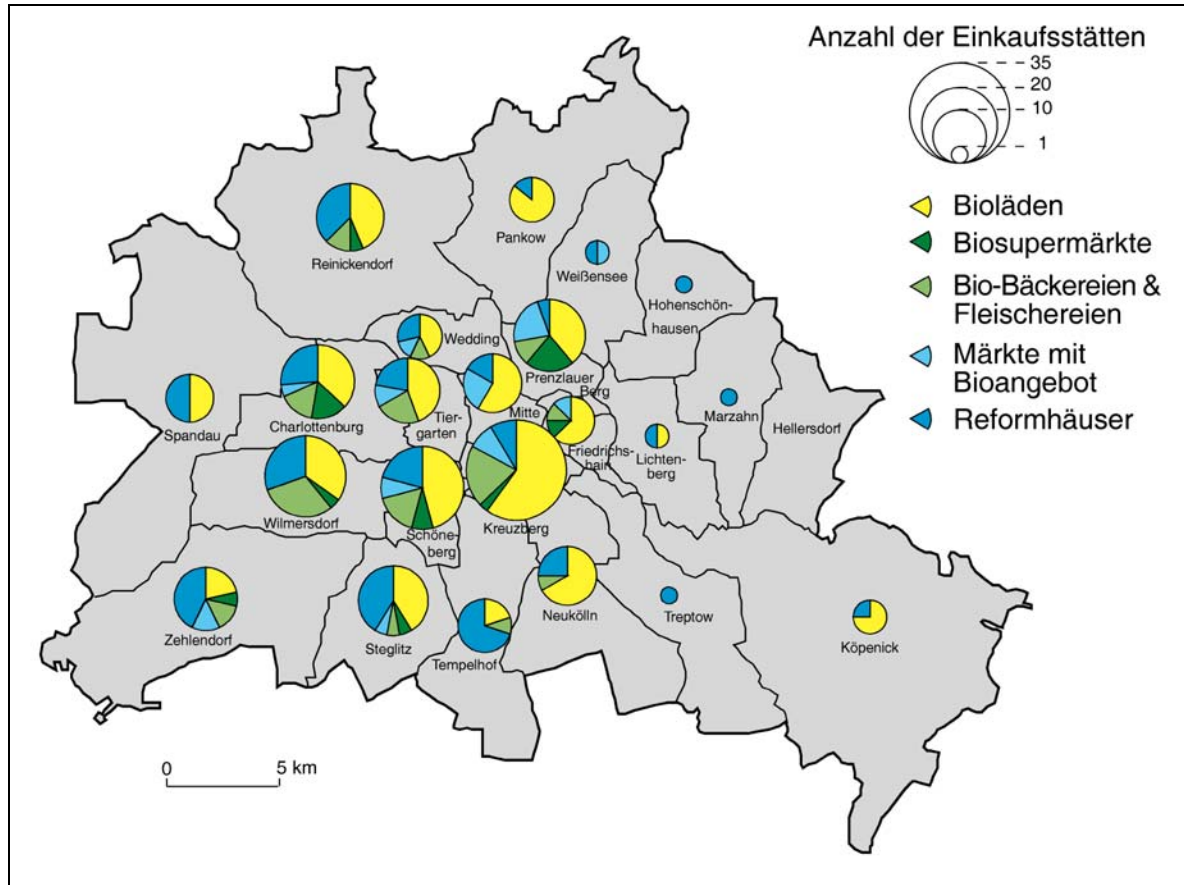 Anzahl der Einkaufsstätten
35
20
10
1
Bioläden
Biosupermärkte
Bio-Bäckereien &
Fleischereien
Märkte mit
Bioangebot
Reformhäuser
Pankow
Reinickendorf
Weißensee
Hohenschön-
hausen
Wedding
Prenzlauer
Berg
Marzahn
Hellersdorf
Spandau
Charlottenburg
Tier-
garten
Mitte
Friedrichs-
hain
Lichten-
berg
Wilmersdorf
Schöne-
berg
Kreuzberg
Zehlendorf
Steglitz
Tempelhof
Neukölln
Treptow
Köpenick
0 5 km